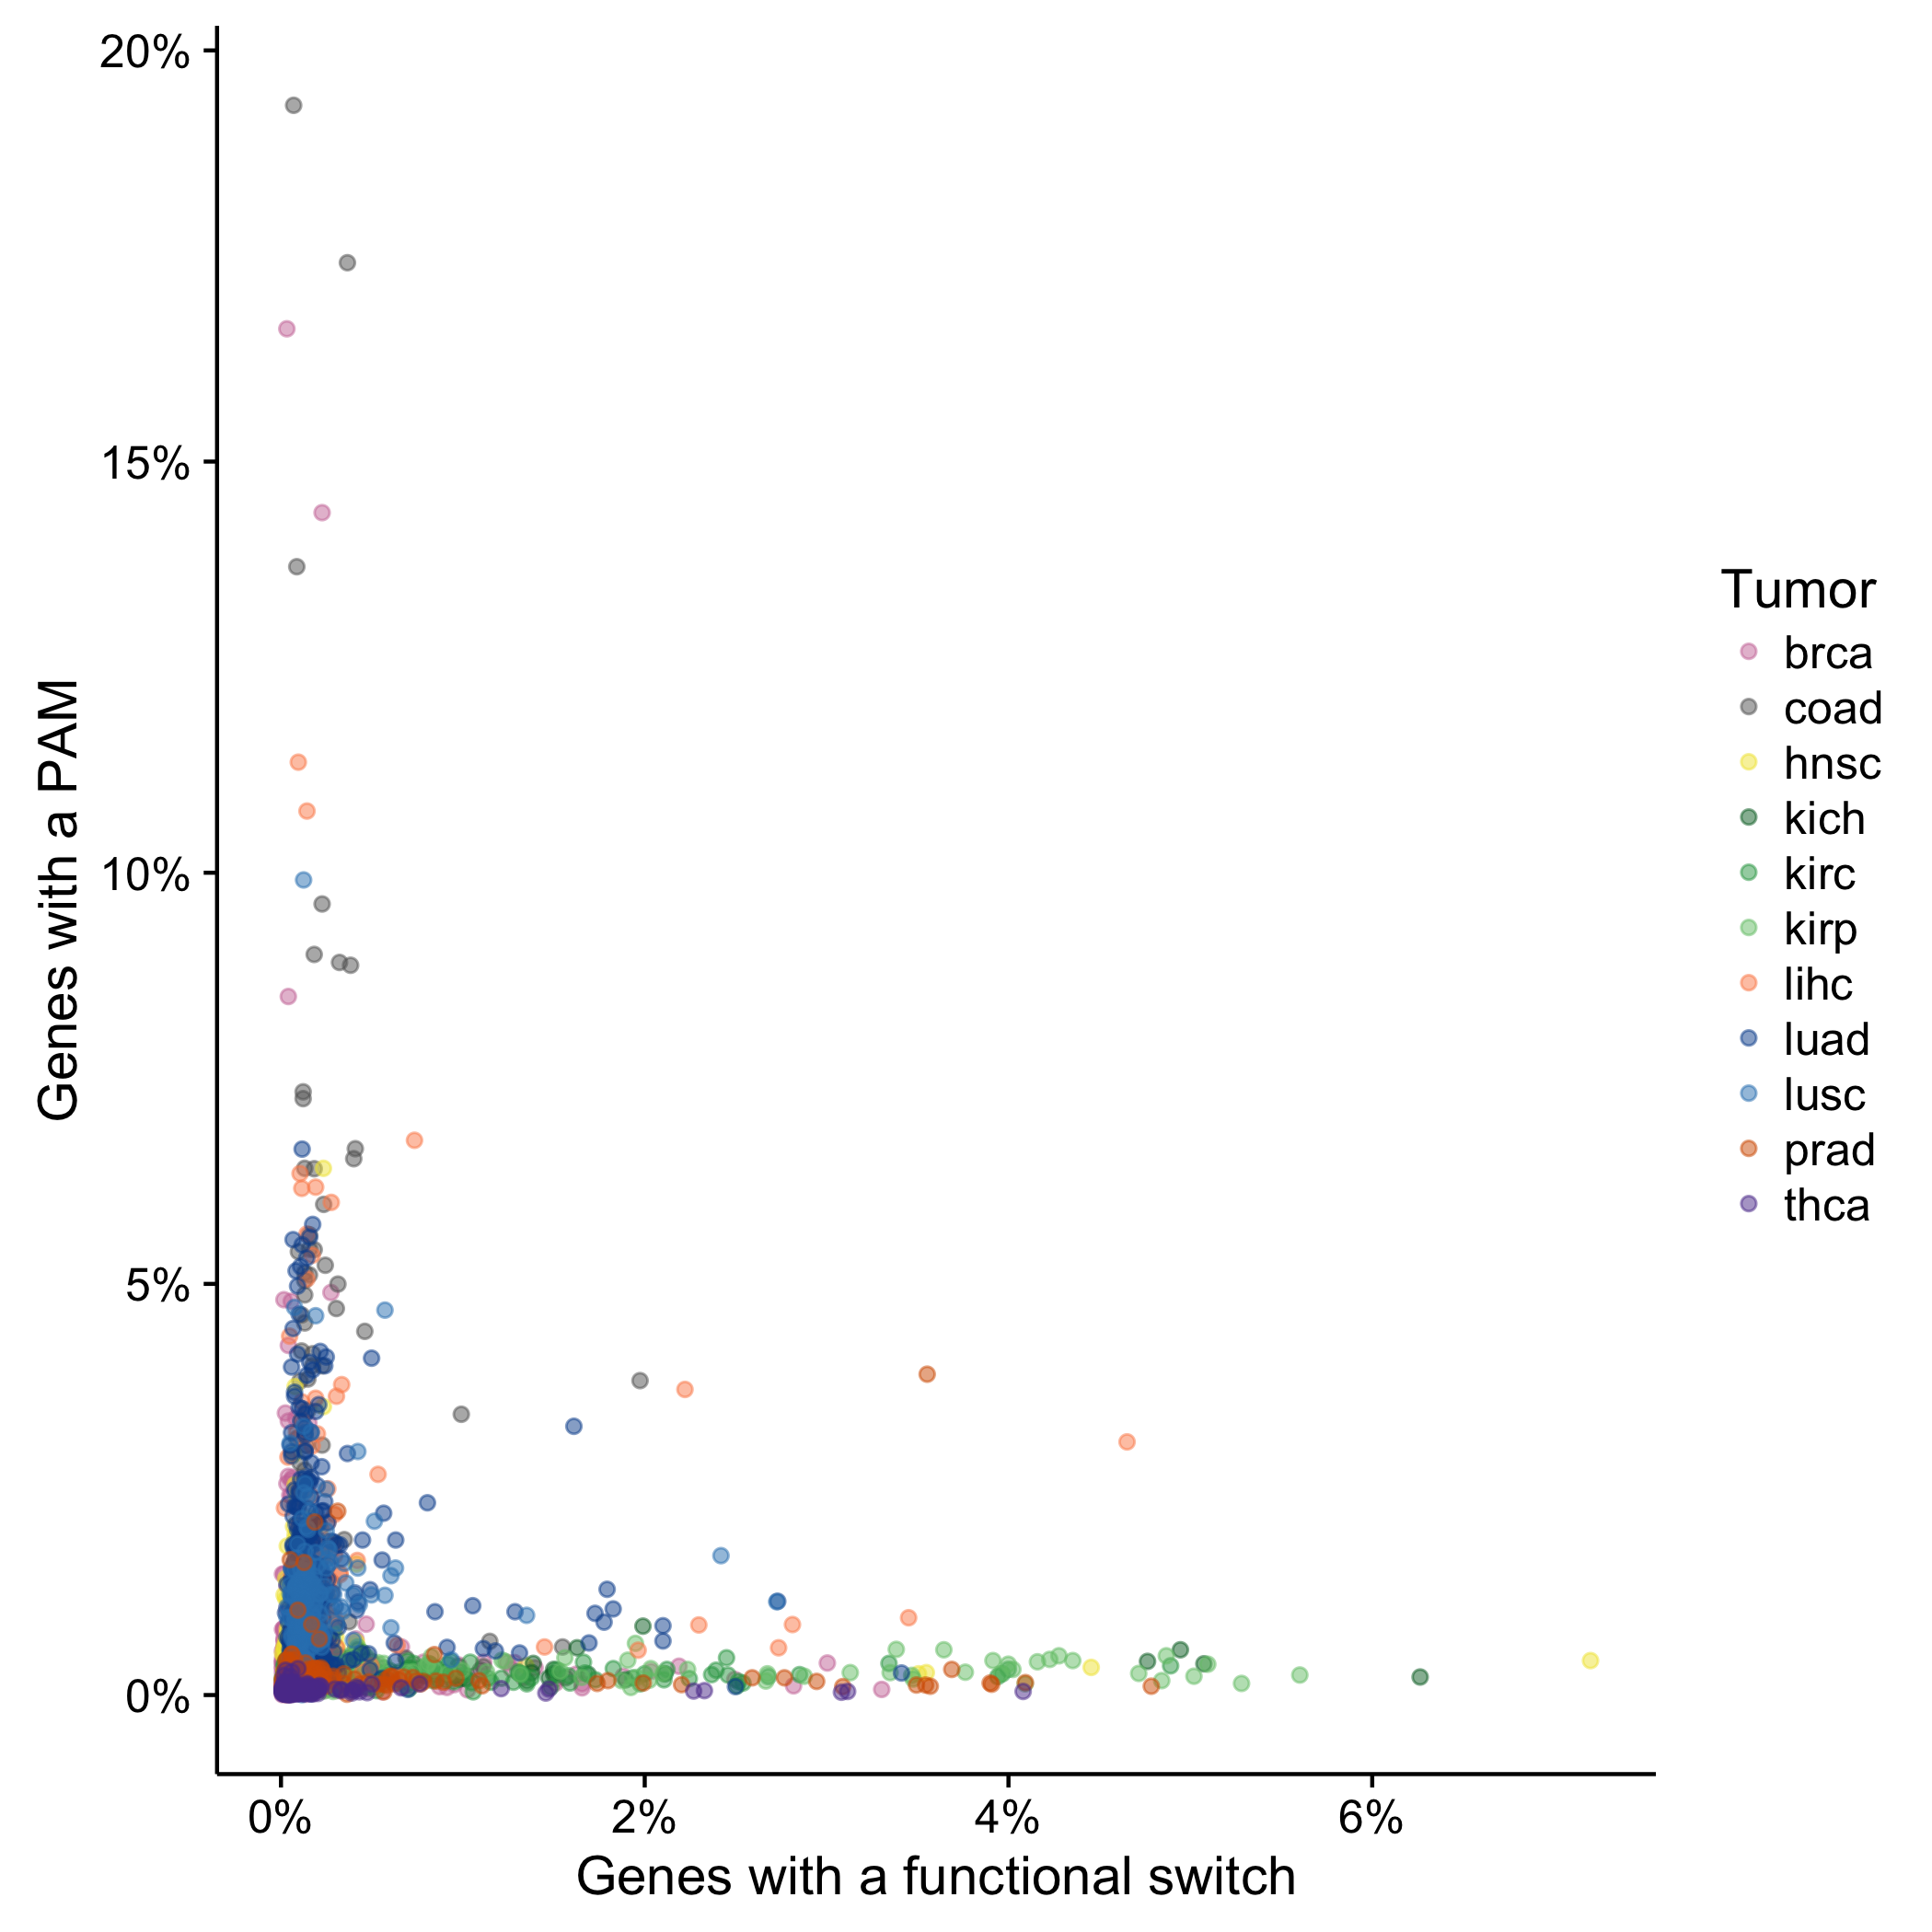 20%
15%
10%
5%
0%
Genes with a PAM
0%
2%
4%
6%
Genes with a functional switch
Tumor
brca
coad
hnsc
kich
kirc
kirp
lihc
luad
lusc
prad
thca